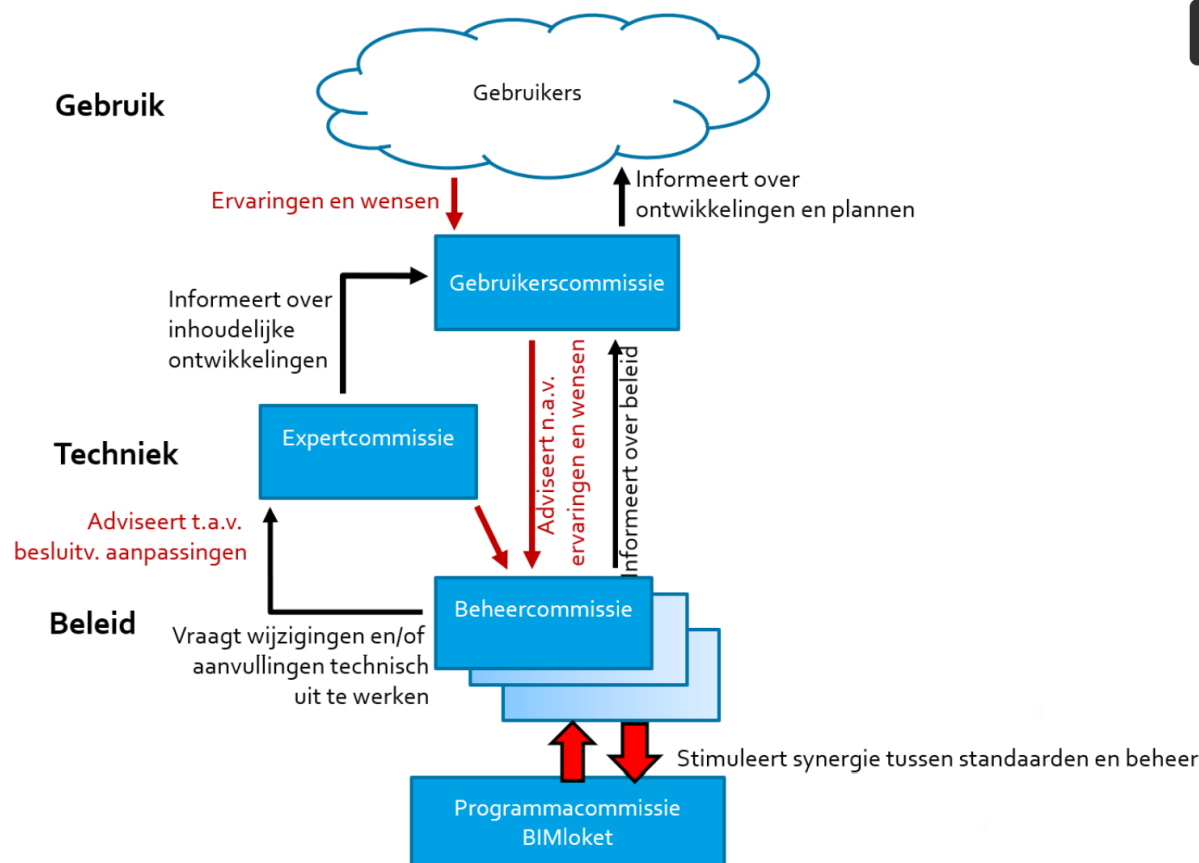 Gebruikers
Gebruik
Ervaringen en wensen
Informeert over
ontwikkelingen en plannen
Gebruikerscommissie
Informeert over
inhoudelijke
ontwikkelingen
Adviseert n.a.v.
ervaringen en wensen
Informeert over beleid
Expertcommissie
Techniek
Adviseert t.a.v.
besluitv. aanpassingen
Beheercommissie
Beleid
Vraagt wijzigingen en/of
aanvullingen technisch
uit te werken
Stimuleert synergie tussen standaarden en beheer
Programmacommissie
BIMloket